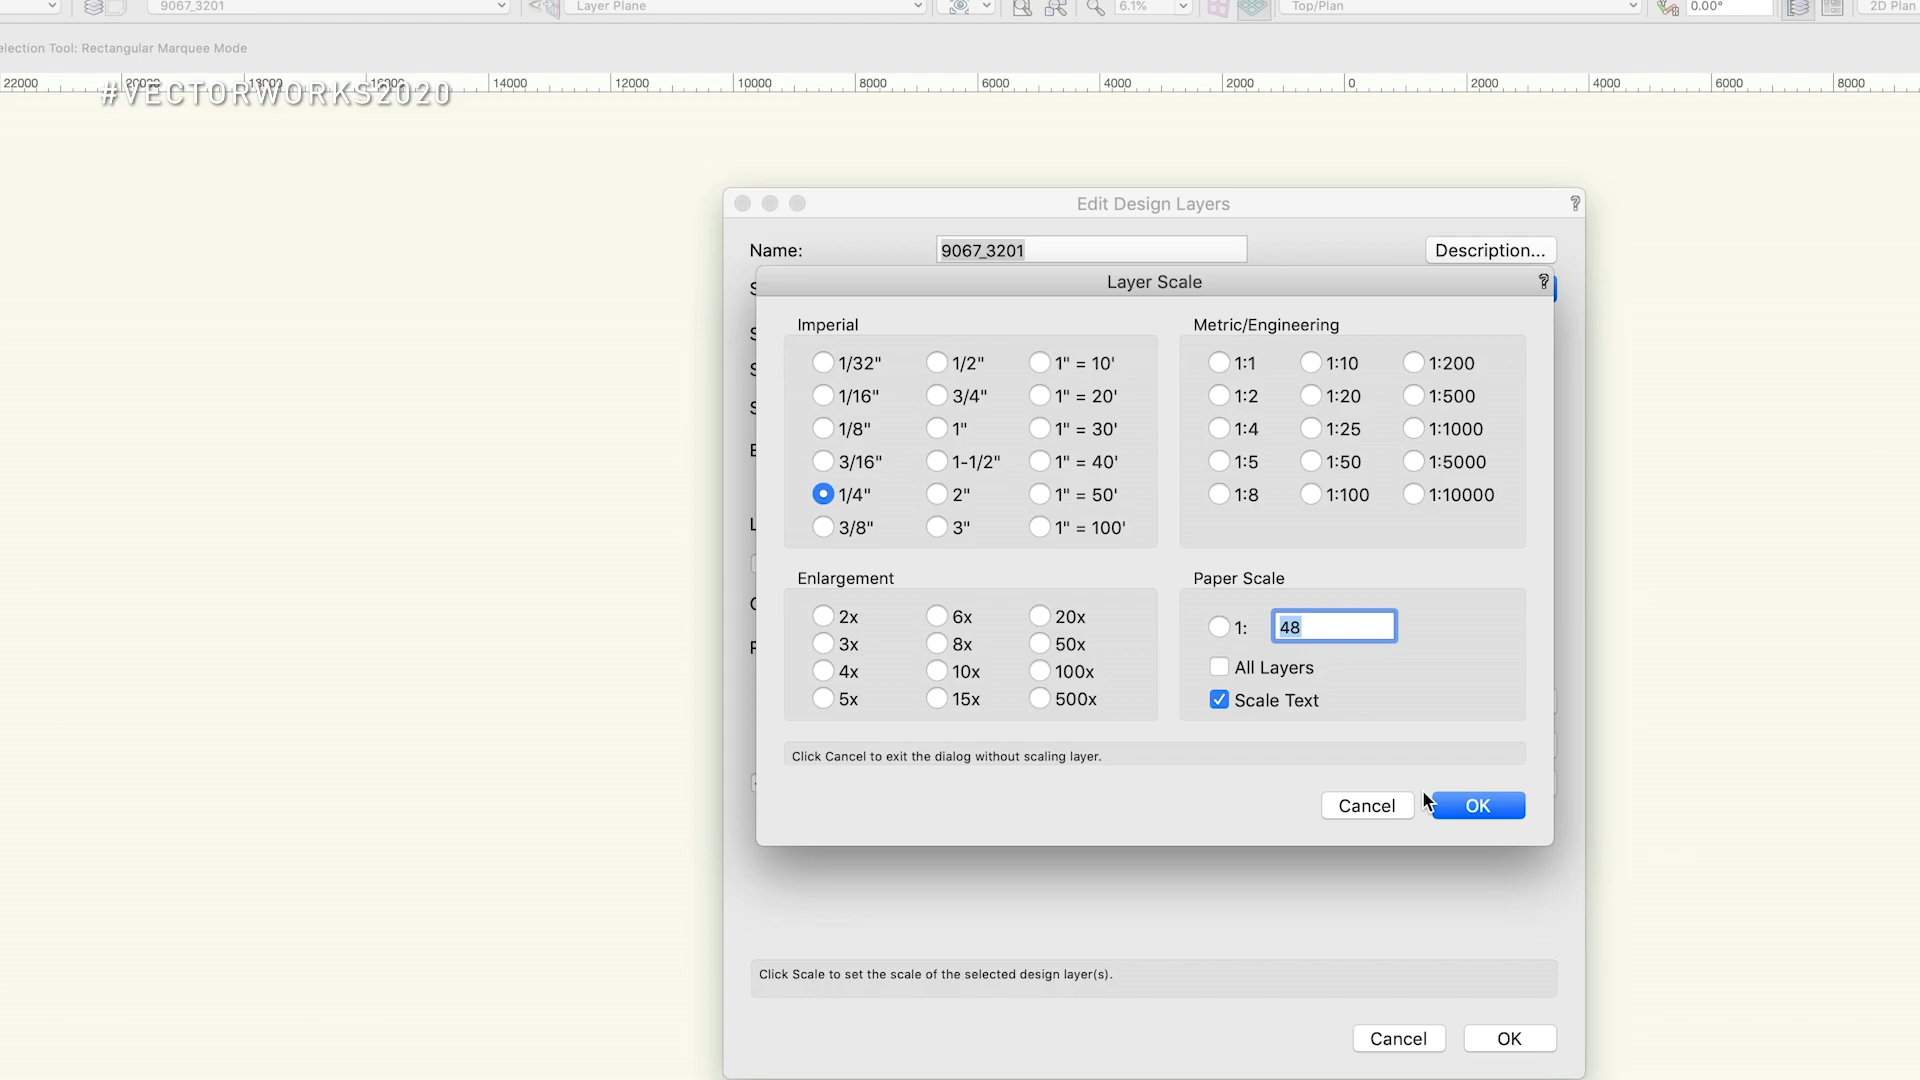 9067_3201 Layer Plane 6.1% Top/Plan 0.00° 2D Plan
election Tool: Rectangular Marquee Mode
22000 20000 18000 16000 14000 12000 10000 8000 6000 4000 2000 0 2000 4000 6000 8000
#VECTORWORKS2020
Edit Design Layers ?
Name: 9067_3201 Description...
Layer Scale ?
Imperial
1/32" 1/2" 1" = 10'
1/16" 3/4" 1" = 20'
1/8" 1" 1" = 30'
3/16" 1-1/2" 1" = 40'
1/4" 2" 1" = 50'
3/8" 3" 1" = 100'
Metric/Engineering
1:1 1:10 1:200
1:2 1:20 1:500
1:4 1:25 1:1000
1:5 1:50 1:5000
1:8 1:100 1:10000
Enlargement
2x 6x 20x
3x 8x 50x
4x 10x 100x
5x 15x 500x
Paper Scale
1: 48
All Layers
Scale Text
Click Cancel to exit the dialog without scaling layer.
Cancel OK
Click Scale to set the scale of the selected design layer(s).
Cancel OK